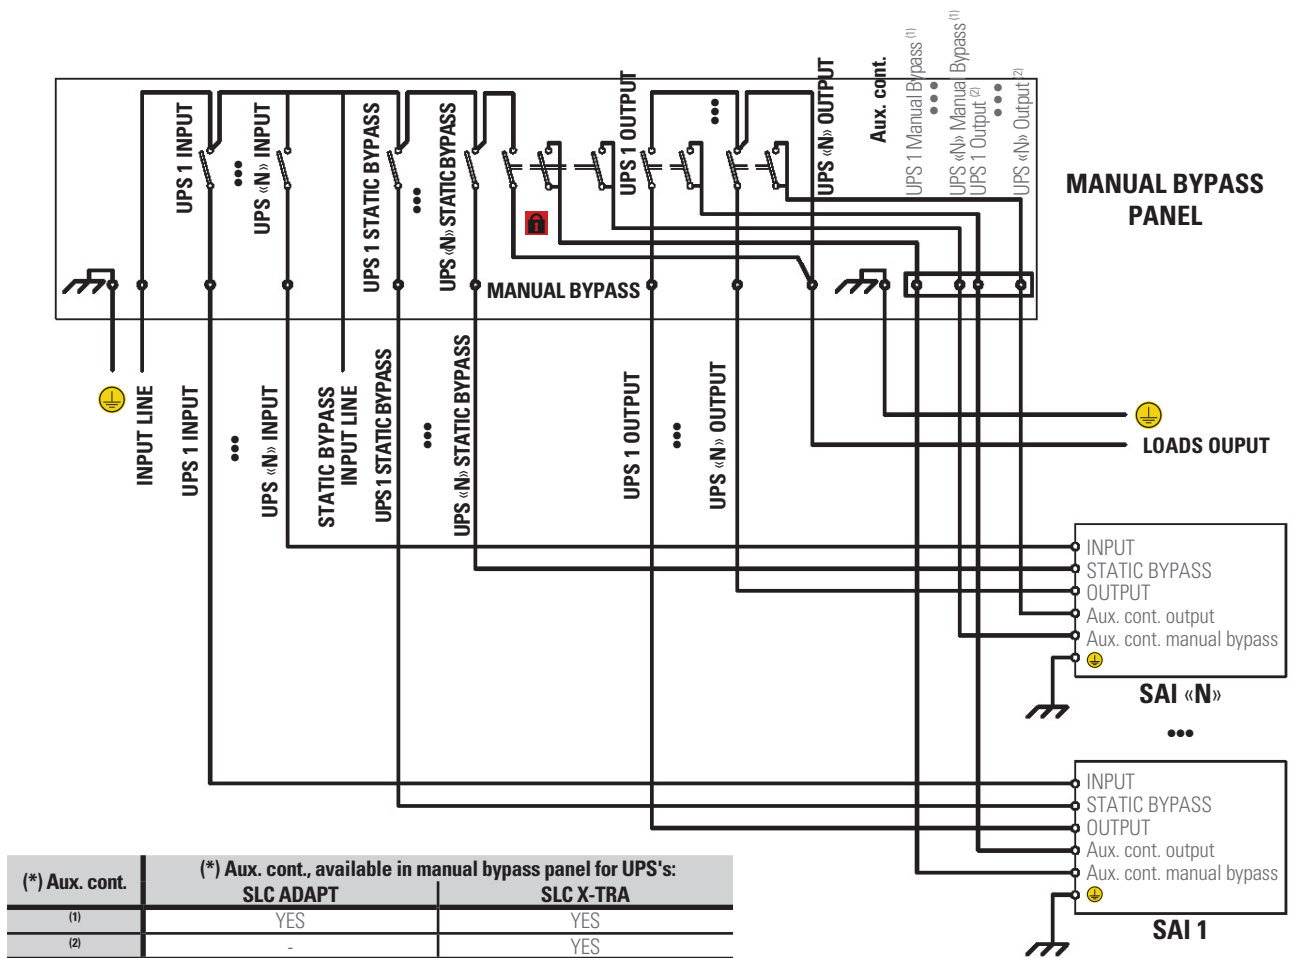 UPS 1 INPUT
•••
UPS «N» INPUT
UPS 1 STATIC BYPASS
•••
UPS «N» STATIC BYPASS
UPS 1 OUTPUT
•••
UPS «N» OUTPUT
Aux. cont.
UPS 1 Manual Bypass (1)
•••
UPS «N» Manual Bypass (1)
UPS 1 Output (2)
•••
UPS «N» Output (2)
MANUAL BYPASS
PANEL
MANUAL BYPASS
INPUT LINE
UPS 1 INPUT
•••
UPS «N» INPUT
STATIC BYPASS
INPUT LINE
UPS1 STATIC BYPASS
•••
UPS «N» STATIC BYPASS
UPS 1 OUTPUT
•••
UPS «N» OUTPUT
LOADS OUPUT
INPUT
STATIC BYPASS
OUTPUT
Aux. cont. output
Aux. cont. manual bypass
SAI «N»
•••
INPUT
STATIC BYPASS
OUTPUT
Aux. cont. output
Aux. cont. manual bypass
SAI 1
(*) Aux. cont.
(*) Aux. cont., available in manual bypass panel for UPS's:
SLC ADAPT SLC X-TRA
(1) YES YES
(2) - YES